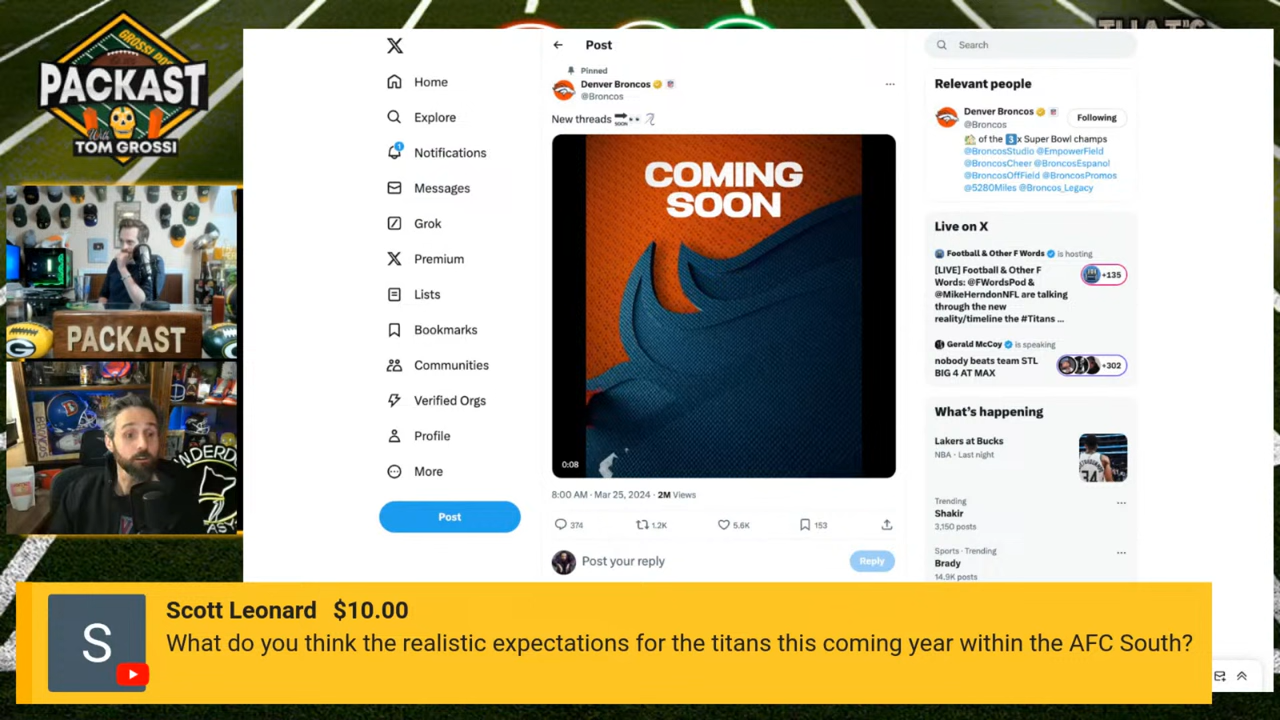 THAT'S
GROSSI POD
PACKAST
WITH
TOM GROSSI
PACKAST
BRONCOS
Home
Explore
1
Notifications
Messages
Grok
Premium
Lists
Bookmarks
Communities
Verified Orgs
Profile
More
Post
Post
Pinned
Denver Broncos
@Broncos
New threads
SOON
COMING
SOON
0:08
8:00 AM · Mar 25, 2024 · 2M Views
374
1.2K
5.6K
153
Post your reply
Reply
Search
Relevant people
Denver Broncos
Following
@Broncos
of the 3x Super Bowl champs
@BroncosStudio @EmpowerField
@BroncosCheer @BroncosEspanol
@BroncosOffField @BroncosPromos
@5280Miles @Broncos_Legacy
Live on X
Football & Other F Words is hosting
[LIVE] Football & Other F
Words: @FWordsPod &
@MikeHerndonNFL are talking
through the new
reality/timeline the #Titans ...
+135
Gerald McCoy is speaking
nobody beats team STL
BIG 4 AT MAX
+302
What's happening
Lakers at Bucks
NBA · Last night
Trending
Shakir
3,150 posts
Sports · Trending
Brady
14.9K posts
S
Scott Leonard $10.00
What do you think the realistic expectations for the titans this coming year within the AFC South?